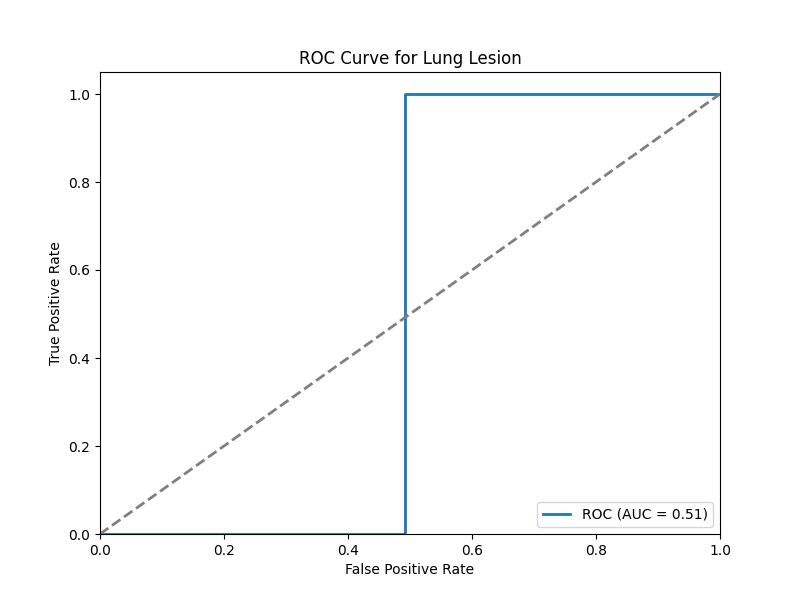 ROC Curve for Lung Lesion
1.0
0.8
0.6
0.4
0.2
0.0
True Positive Rate
ROC (AUC = 0.51)
0.0 0.2 0.4 0.6 0.8 1.0
False Positive Rate